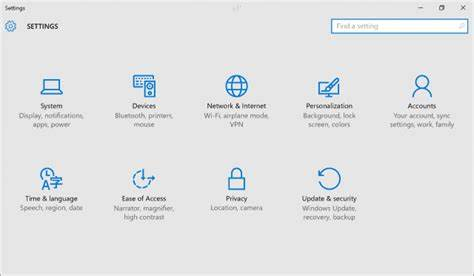 Settings
SETTINGS
Find a setting
System
Display, notifications,
apps, power
Devices
Bluetooth, printers,
mouse
Network & Internet
Wi-Fi, airplane mode,
VPN
Personalization
Background, lock
screen, colors
Accounts
Your account, sync
settings, work, family
字
Time & language
Speech, region, date
Ease of Access
Narrator, magnifier,
high contrast
Privacy
Location, camera
Update & security
Windows Update,
recovery, backup